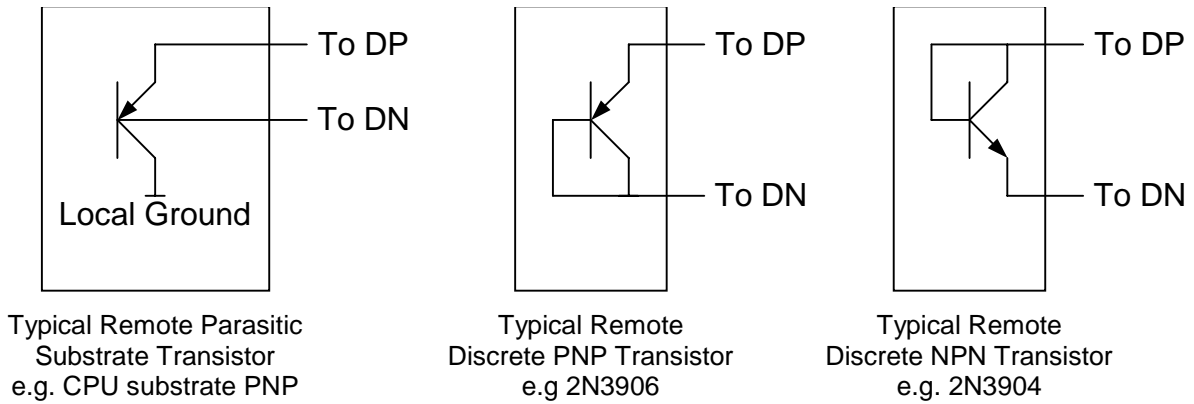 To DP
To DN
Local Ground
Typical Remote Parasitic
Substrate Transistor
e.g. CPU substrate PNP
To DP
To DN
Typical Remote
Discrete PNP Transistor
e.g 2N3906
To DP
To DN
Typical Remote
Discrete NPN Transistor
e.g. 2N3904